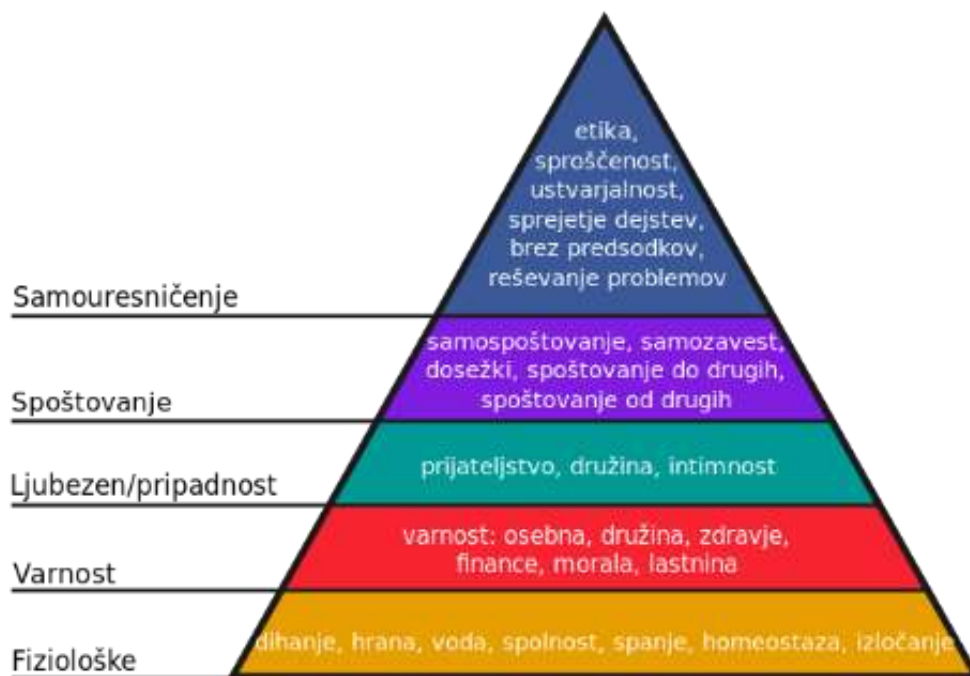 etika,
sproščenost,
ustvarjalnost,
sprejetje dejstev,
brez predsodkov,
reševanje problemov
Samouresničenje
samospoštovanje, samozavest,
dosežki, spoštovanje do drugih,
spoštovanje od drugih
Spoštovanje
prijateljstvo, družina, intimnost
Ljubezen/pripadnost
varnost: osebna, družina, zdravje,
finance, morala, lastnina
Varnost
dihanje, hrana, voda, spolnost, spanje, homeostaza, izločanje
Fiziološke